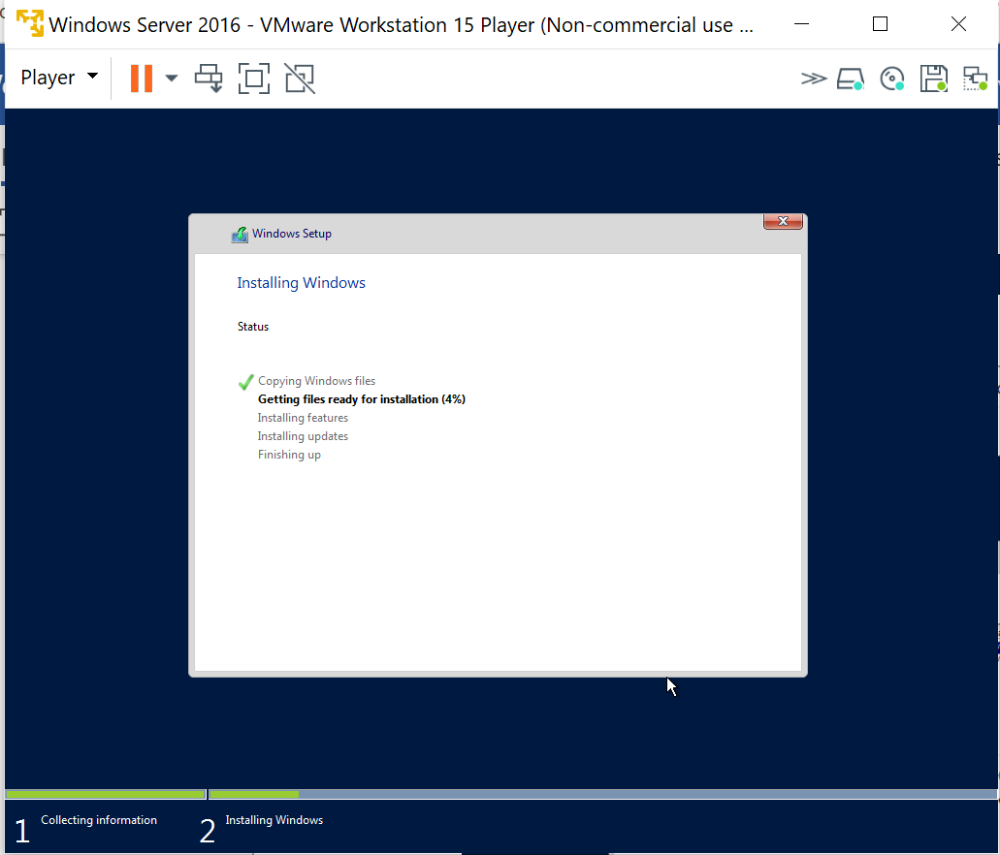 Windows Server 2016 - VMware Workstation 15 Player (Non-commercial use ...
Player
Windows Setup
Installing Windows
Status
Copying Windows files
Getting files ready for installation (4%)
Installing features
Installing updates
Finishing up
1 Collecting information 2 Installing Windows